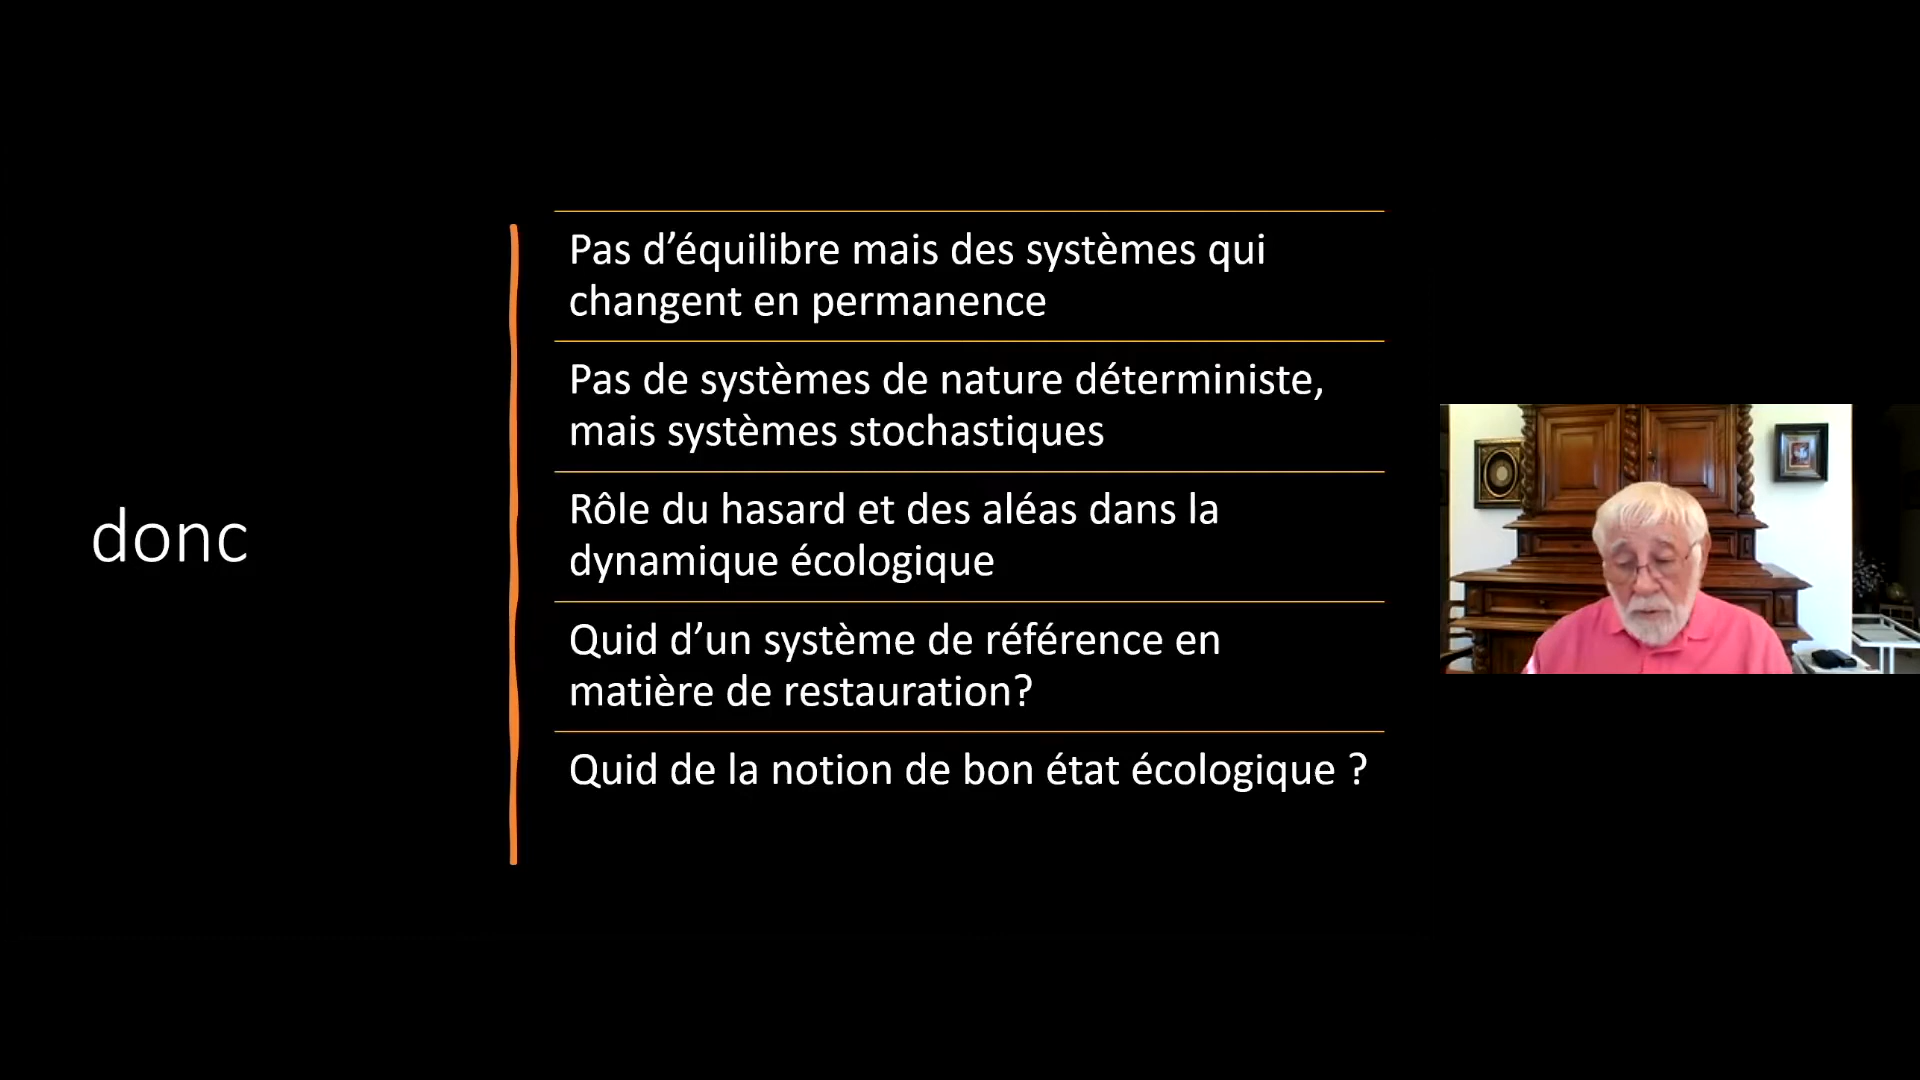 donc
Pas d’équilibre mais des systèmes qui
changent en permanence
Pas de systèmes de nature déterministe,
mais systèmes stochastiques
Rôle du hasard et des aléas dans la
dynamique écologique
Quid d’un système de référence en
matière de restauration?
Quid de la notion de bon état écologique ?